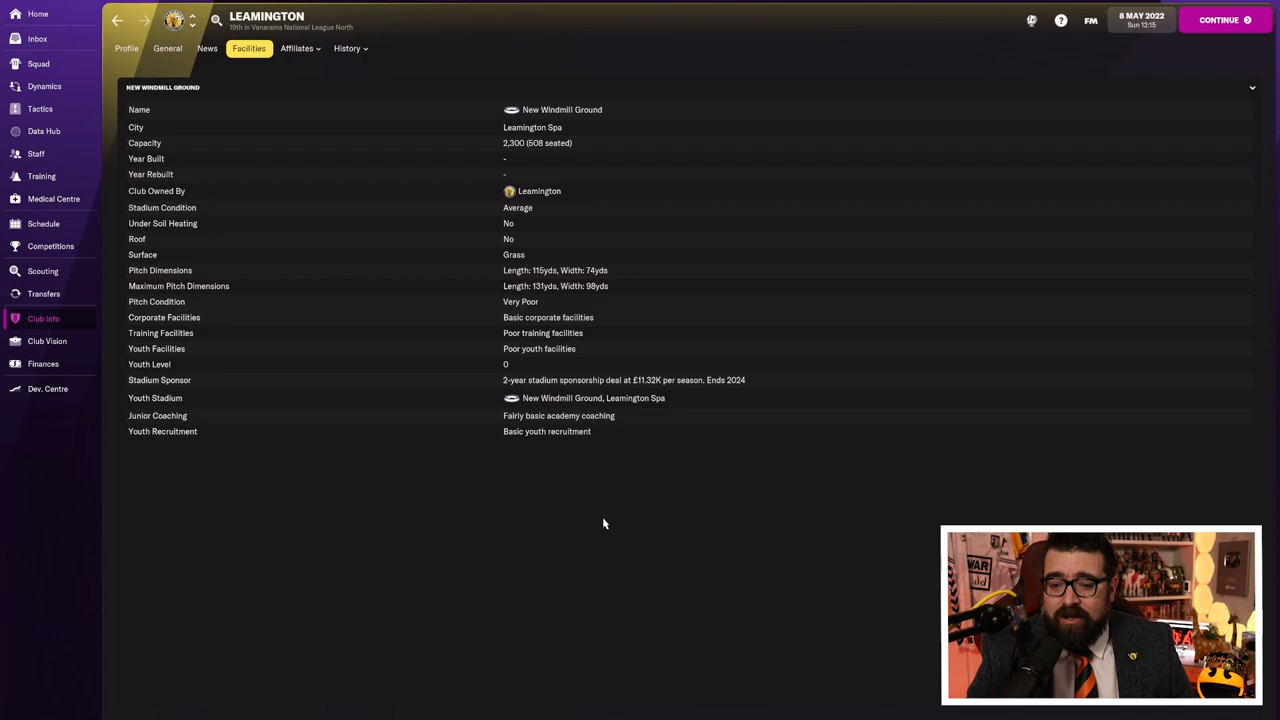 Home
Inbox
Squad
Dynamics
Tactics
Data Hub
Staff
Training
Medical Centre
Schedule
Competitions
Scouting
Transfers
Club Info
Club Vision
Finances
Dev. Centre
LEAMINGTON
19th in Vanarama National League North
FM
8 MAY 2022
Sun 12:15
CONTINUE
Profile General News Facilities Affiliates History
NEW WINDMILL GROUND
Name New Windmill Ground
City Leamington Spa
Capacity 2,300 (508 seated)
Year Built -
Year Rebuilt -
Club Owned By Leamington
Stadium Condition Average
Under Soil Heating No
Roof No
Surface Grass
Pitch Dimensions Length: 115yds, Width: 74yds
Maximum Pitch Dimensions Length: 131yds, Width: 98yds
Pitch Condition Very Poor
Corporate Facilities Basic corporate facilities
Training Facilities Poor training facilities
Youth Facilities Poor youth facilities
Youth Level 0
Stadium Sponsor 2-year stadium sponsorship deal at £11.32K per season. Ends 2024
Youth Stadium New Windmill Ground, Leamington Spa
Junior Coaching Fairly basic academy coaching
Youth Recruitment Basic youth recruitment
WAR